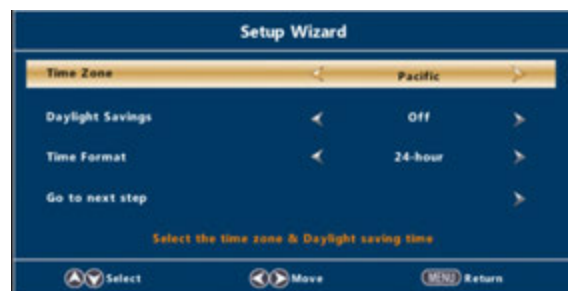 Setup Wizard
Time Zone Pacific
Daylight Savings Off
Time Format 24-hour
Go to next step
Select the time zone & Daylight saving time
Select Move MENU Return